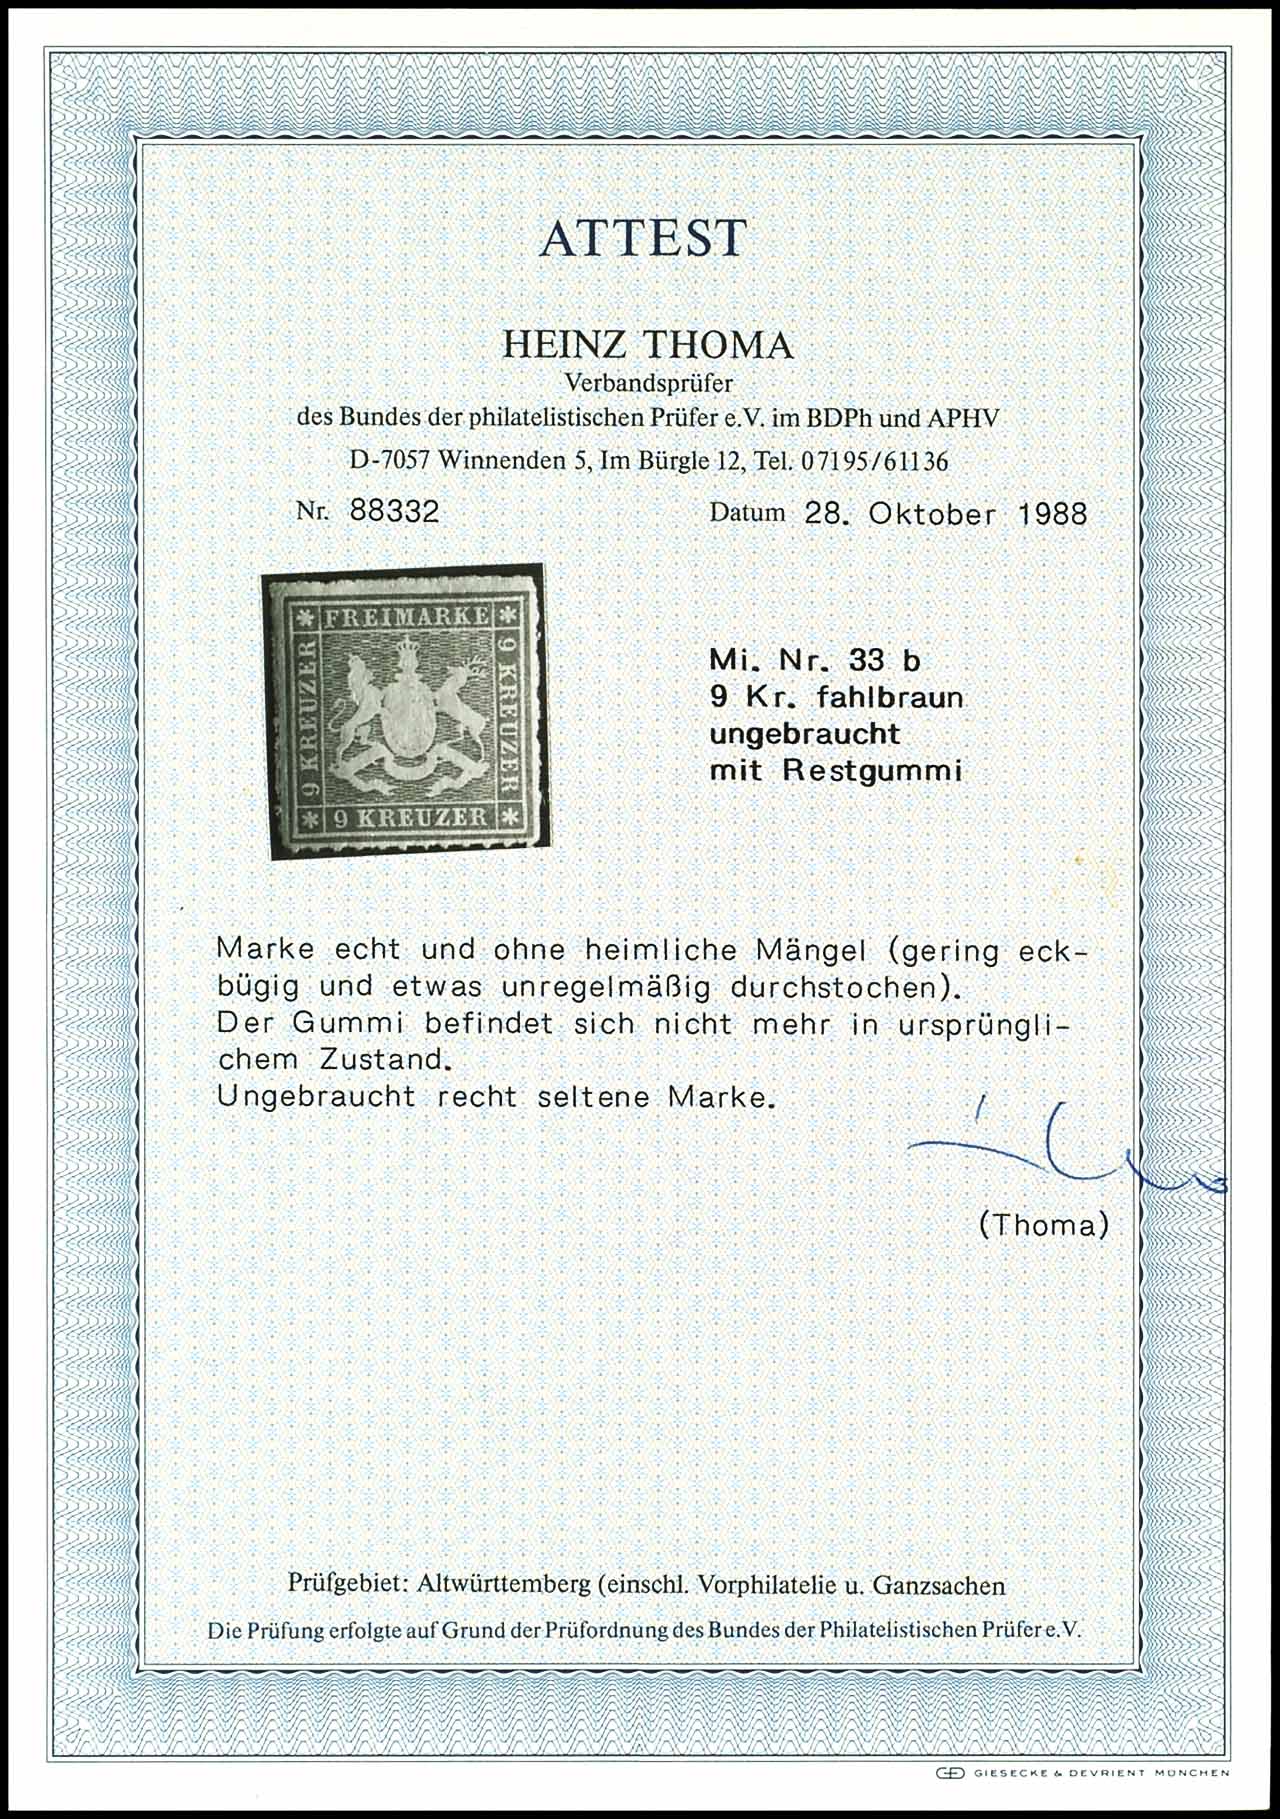 ATTEST
HEINZ THOMA
Verbandsprüfer
des Bundes der philatelistischen Prüfer e.V. im BDPh und APHV
D-7057 Winnenden 5, Im Bürgle 12, Tel. 07195/61136
Nr. 88332 Datum 28. Oktober 1988
FREIMARKE
9 KREUZER
9 KREUZER
9 KREUZER
Mi. Nr. 33 b
9 Kr. fahlbraun
ungebraucht
mit Restgummi
Marke echt und ohne heimliche Mängel (gering eck-
bügig und etwas unregelmäßig durchstochen).
Der Gummi befindet sich nicht mehr in ursprüngli-
chem Zustand.
Ungebraucht recht seltene Marke.
(Thoma)
Prüfgebiet: Altwürttemberg (einschl. Vorphilatelie u. Ganzsachen
Die Prüfung erfolgte auf Grund der Prüfordnung des Bundes der Philatelistischen Prüfer e.V.
GIESECKE & DEVRIENT MÜNCHEN